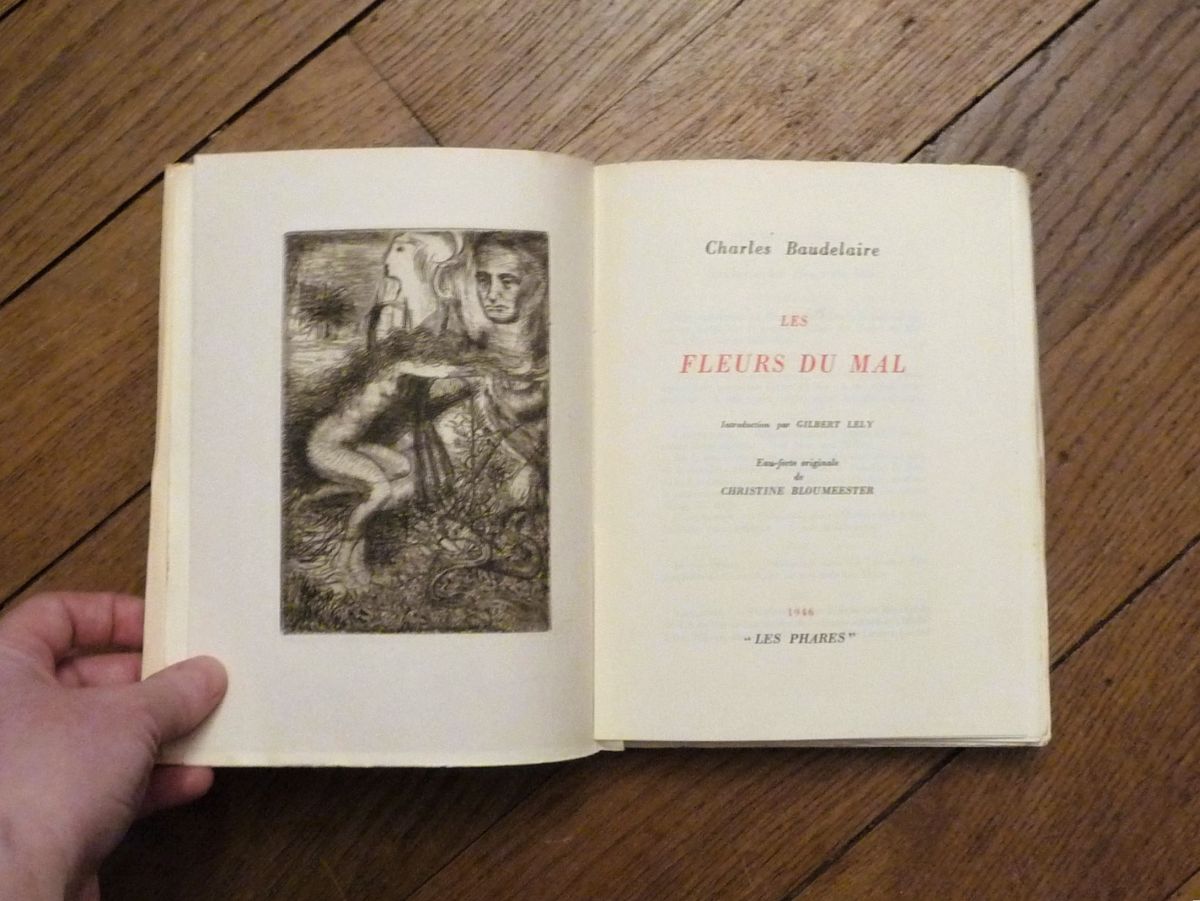 Charles Baudelaire
LES
FLEURS DU MAL
Introduction par GILBERT LELY
Eau-forte originale
de
CHRISTINE BLOUMEESTER
1946
"LES PHARES"